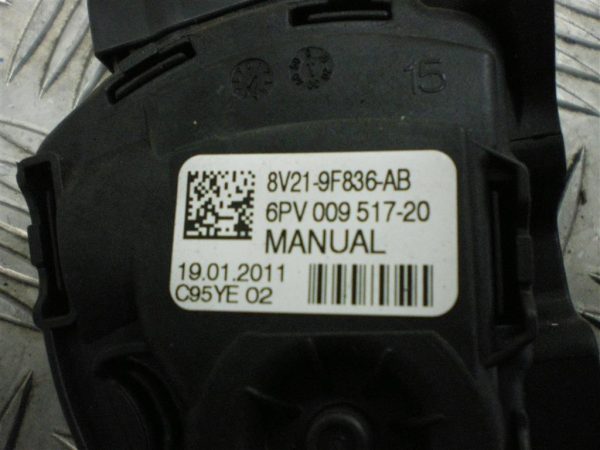 15
8V21-9F836-AB
6PV 009 517-20
MANUAL
19.01.2011
C95YE 02